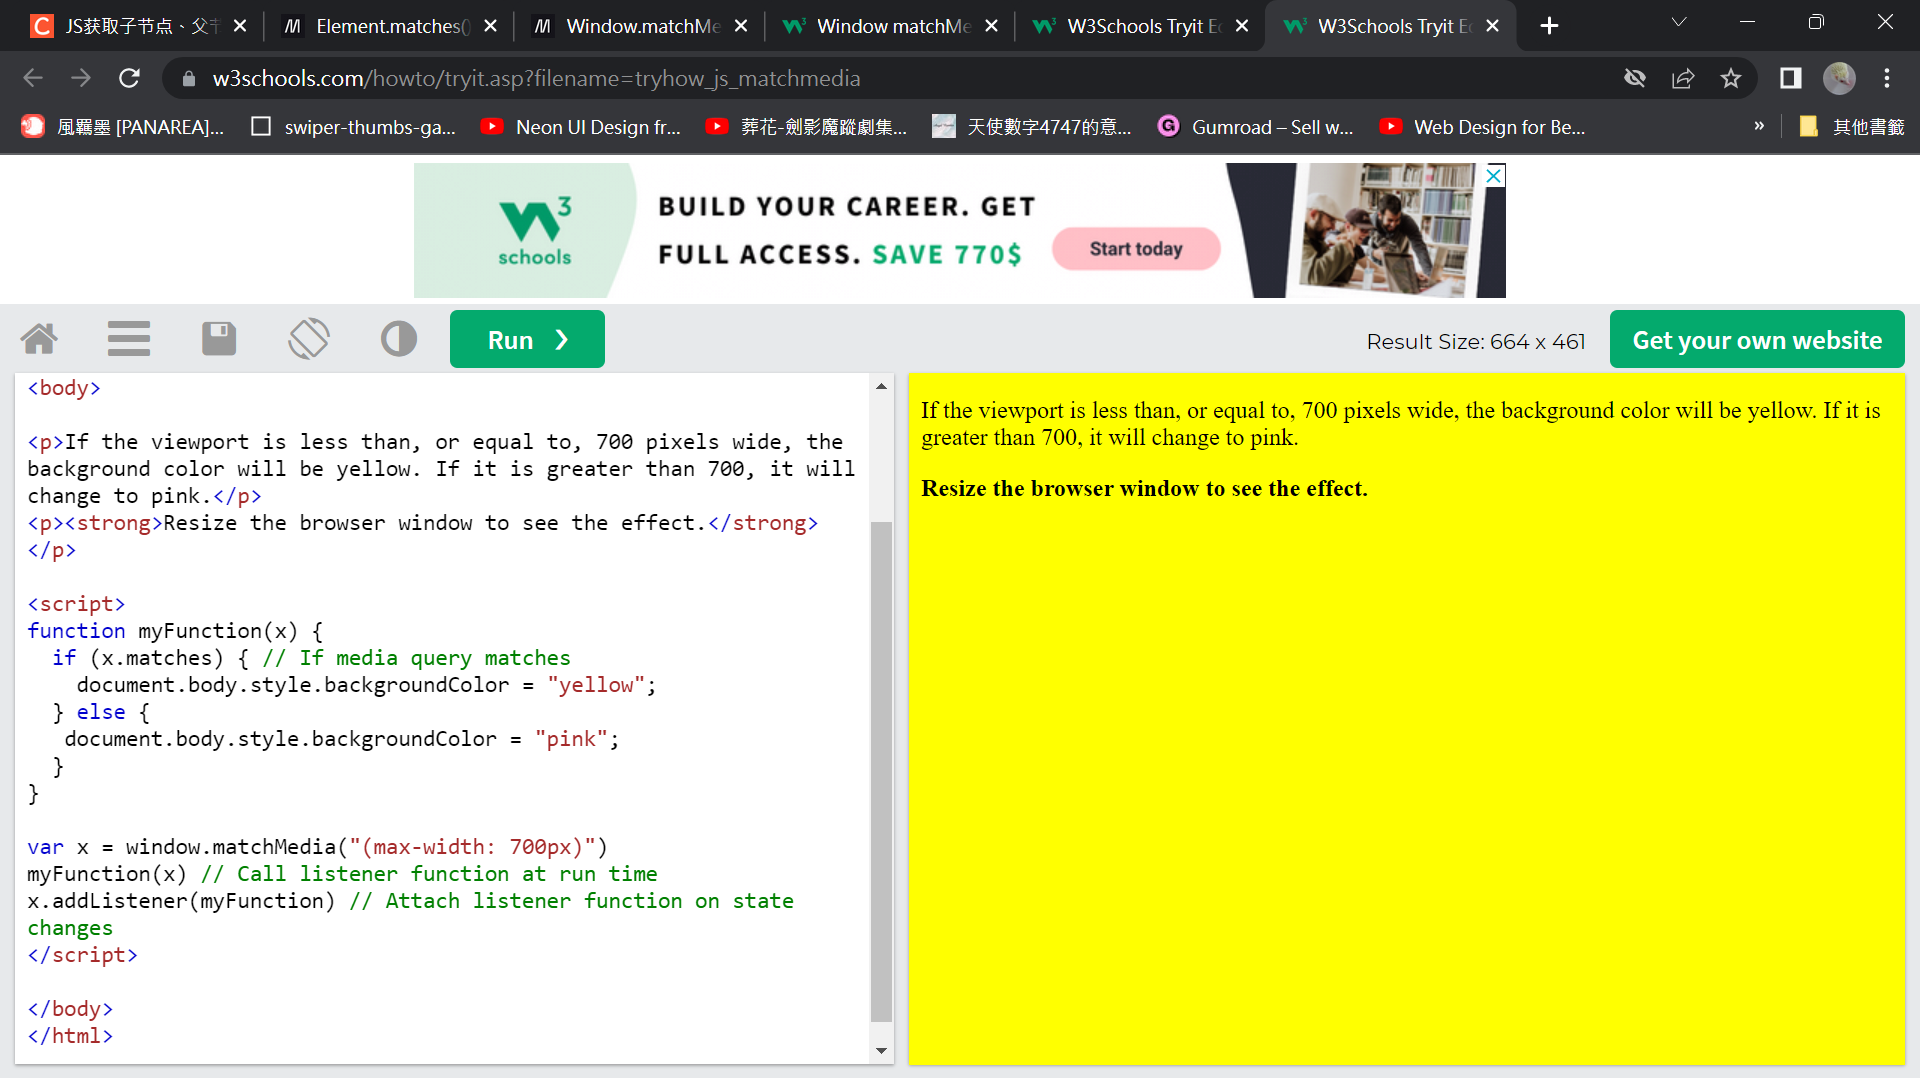 JS获取子节点、父节
Element.matches()
Window.matchMe
Window matchMe
W3Schools Tryit Ed
W3Schools Tryit Ed
w3schools.com/howto/tryit.asp?filename=tryhow_js_matchmedia
風羈墨 [PANAREA]...
swiper-thumbs-ga...
Neon UI Design fr...
葬花-劍影魔蹤劇集...
天使數字4747的意...
Gumroad – Sell w...
Web Design for Be...
»
其他書籤
W3 schools
BUILD YOUR CAREER. GET
FULL ACCESS. SAVE 770$
Start today
Run ❯
Result Size: 664 x 461
Get your own website
<body>
<p>If the viewport is less than, or equal to, 700 pixels wide, the
background color will be yellow. If it is greater than 700, it will
change to pink.</p>
<p><strong>Resize the browser window to see the effect.</strong>
</p>
<script>
function myFunction(x) {
if (x.matches) { // If media query matches
document.body.style.backgroundColor = "yellow";
} else {
document.body.style.backgroundColor = "pink";
}
}
var x = window.matchMedia("(max-width: 700px)")
myFunction(x) // Call listener function at run time
x.addListener(myFunction) // Attach listener function on state
changes
</script>
</body>
</html>
If the viewport is less than, or equal to, 700 pixels wide, the background color will be yellow. If it is
greater than 700, it will change to pink.
Resize the browser window to see the effect.